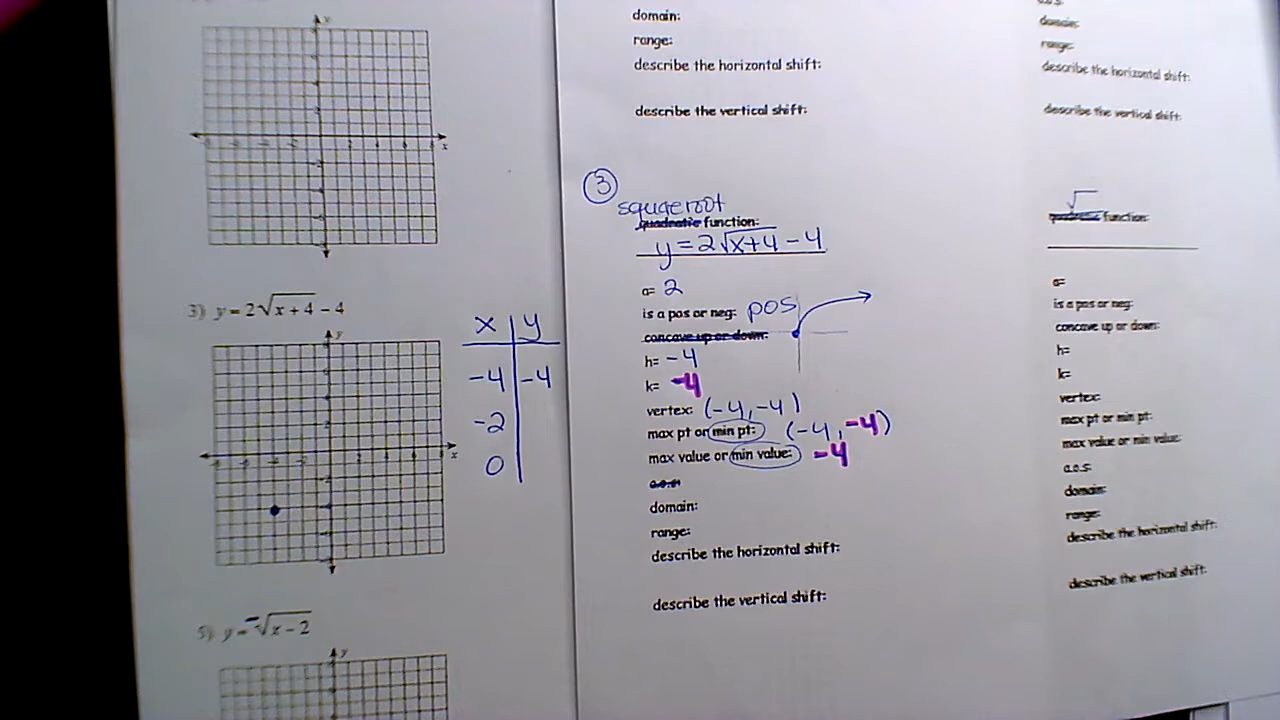 domain:
range:
describe the horizontal shift:
describe the vertical shift:
domain:
range:
describe the horizontal shift:
describe the vertical shift:
3) y = 2√x + 4 - 4
x | y
-4 | -4
-2
0
5) y = -√x - 2
3
square root
quadratic function:
y = 2√x+4 - 4
a= 2
is a pos or neg: pos
concave up or down:
h= -4
k= -4
vertex: (-4, -4)
max pt or min pt: (-4, -4)
max value or min value: -4
a.o.s:
domain:
range:
describe the horizontal shift:
describe the vertical shift:
√
quadratic function:
a=
is a pos or neg:
concave up or down:
h=
k=
vertex:
max pt or min pt:
max value or min value:
a.o.s.
domain:
range:
describe the horizontal shift:
describe the vertical shift: